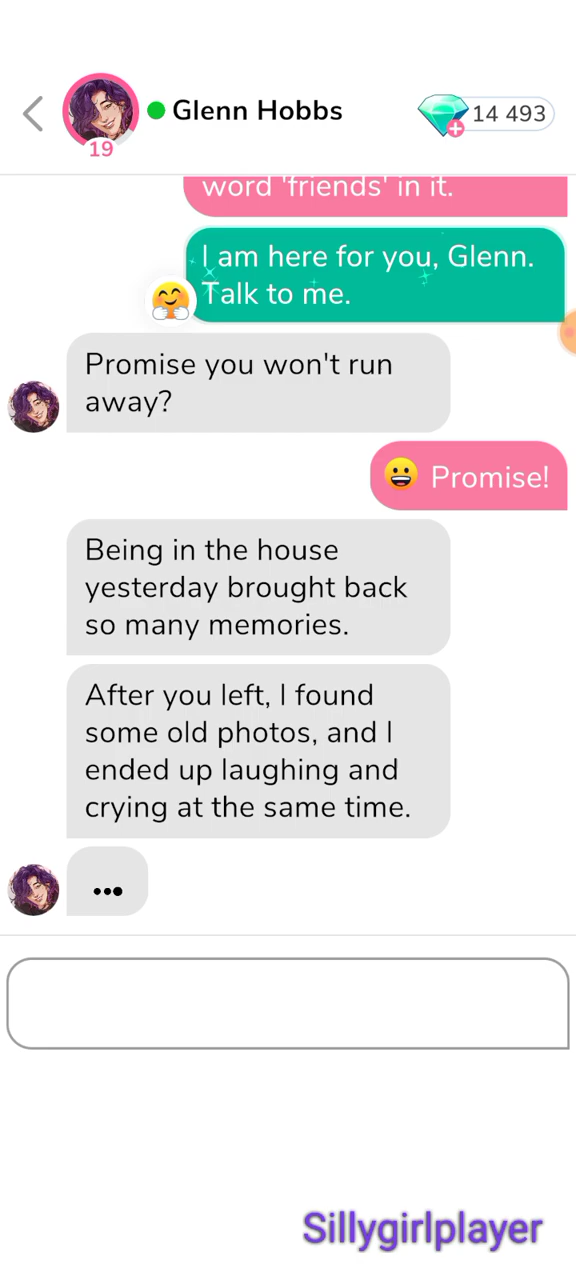 Glenn Hobbs
14 493
19
word 'friends' in it.
I am here for you, Glenn.
Talk to me.
Promise you won't run
away?
Promise!
Being in the house
yesterday brought back
so many memories.
After you left, I found
some old photos, and I
ended up laughing and
crying at the same time.
...
Sillygirlplayer